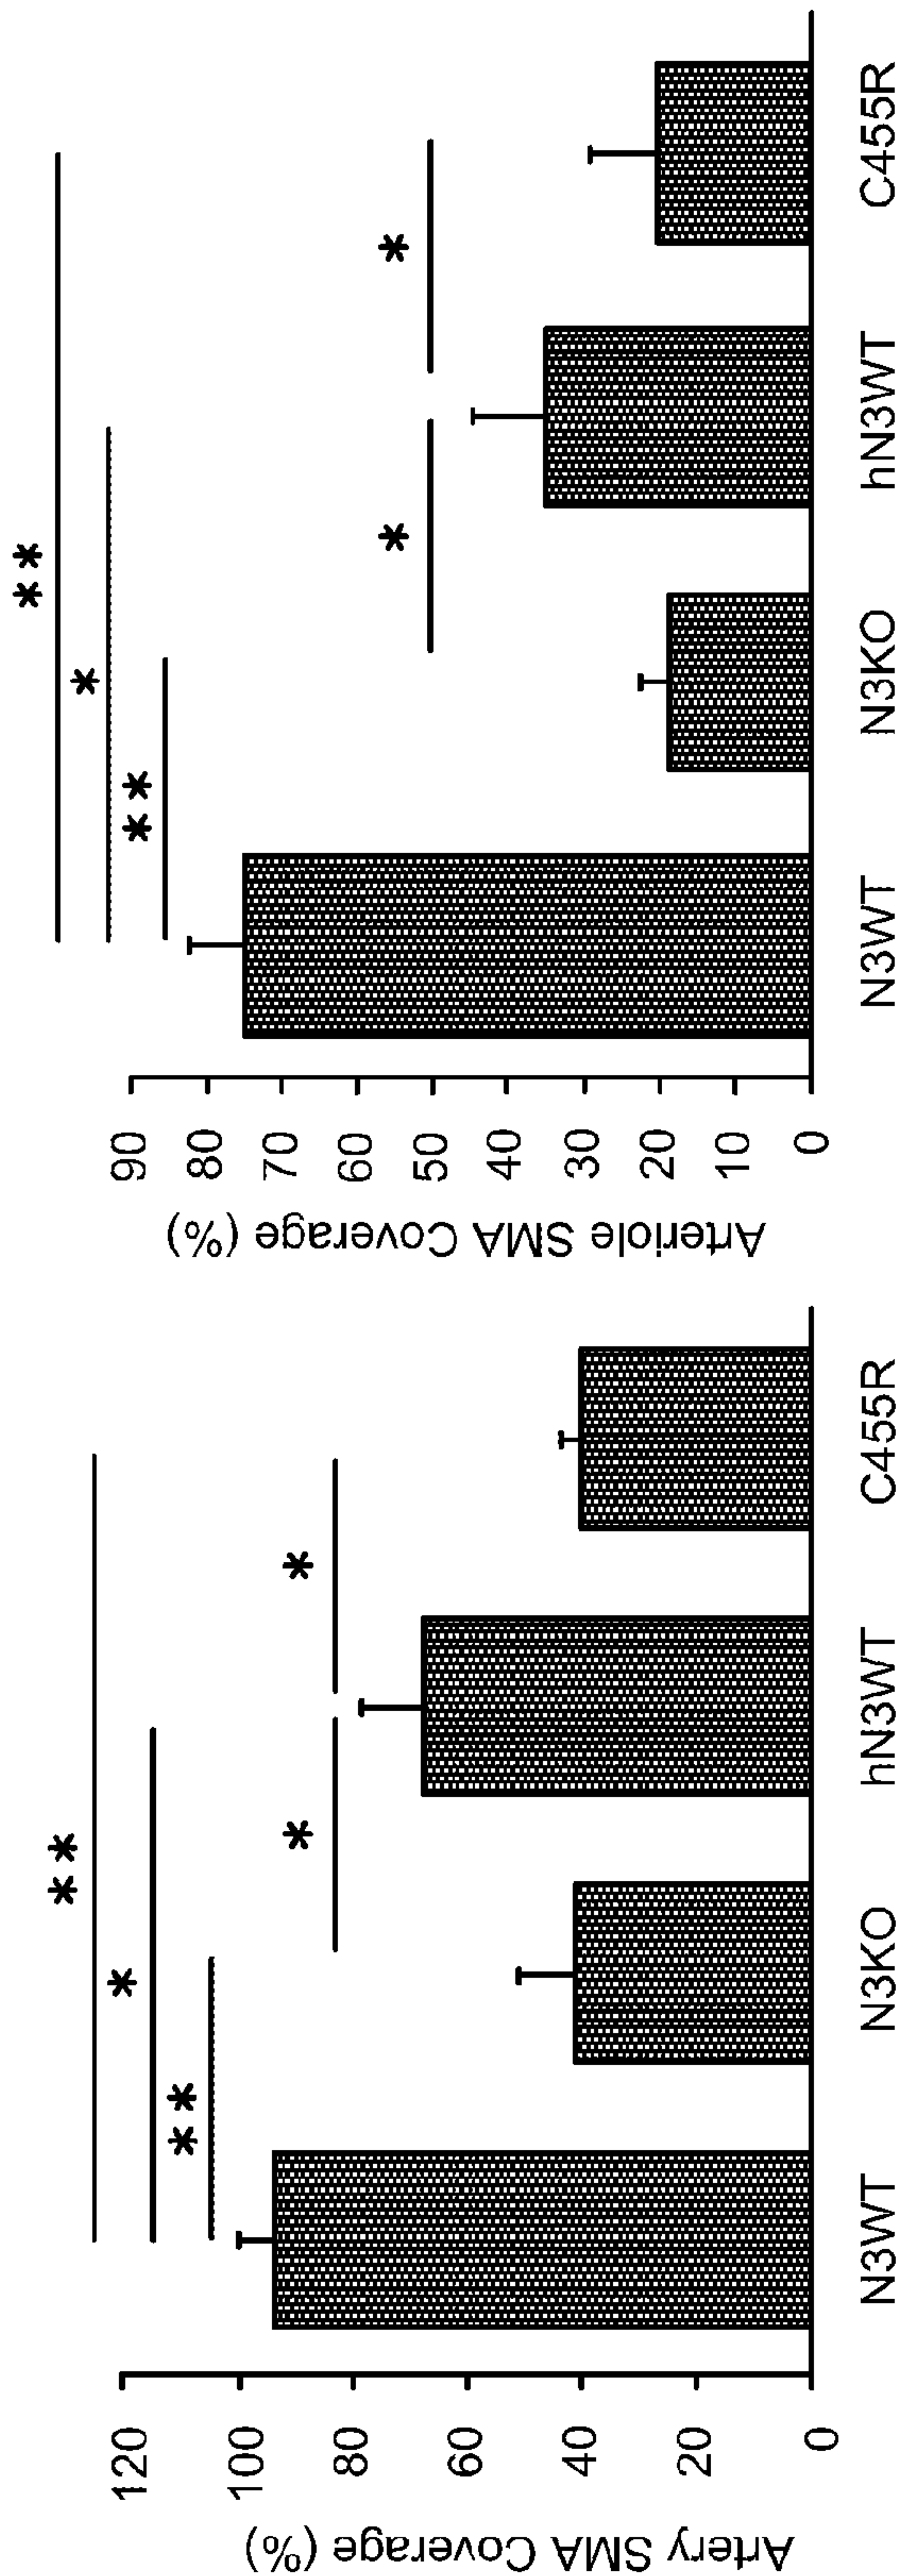 Artery SMA Coverage (%)
120
100
80
60
40
20
0
** 
*
**
*
*
N3WT
N3KO
hN3WT
C455R
Arteriole SMA Coverage (%)
90
80
70
60
50
40
30
20
10
0
**
*
**
*
*
N3WT
N3KO
hN3WT
C455R